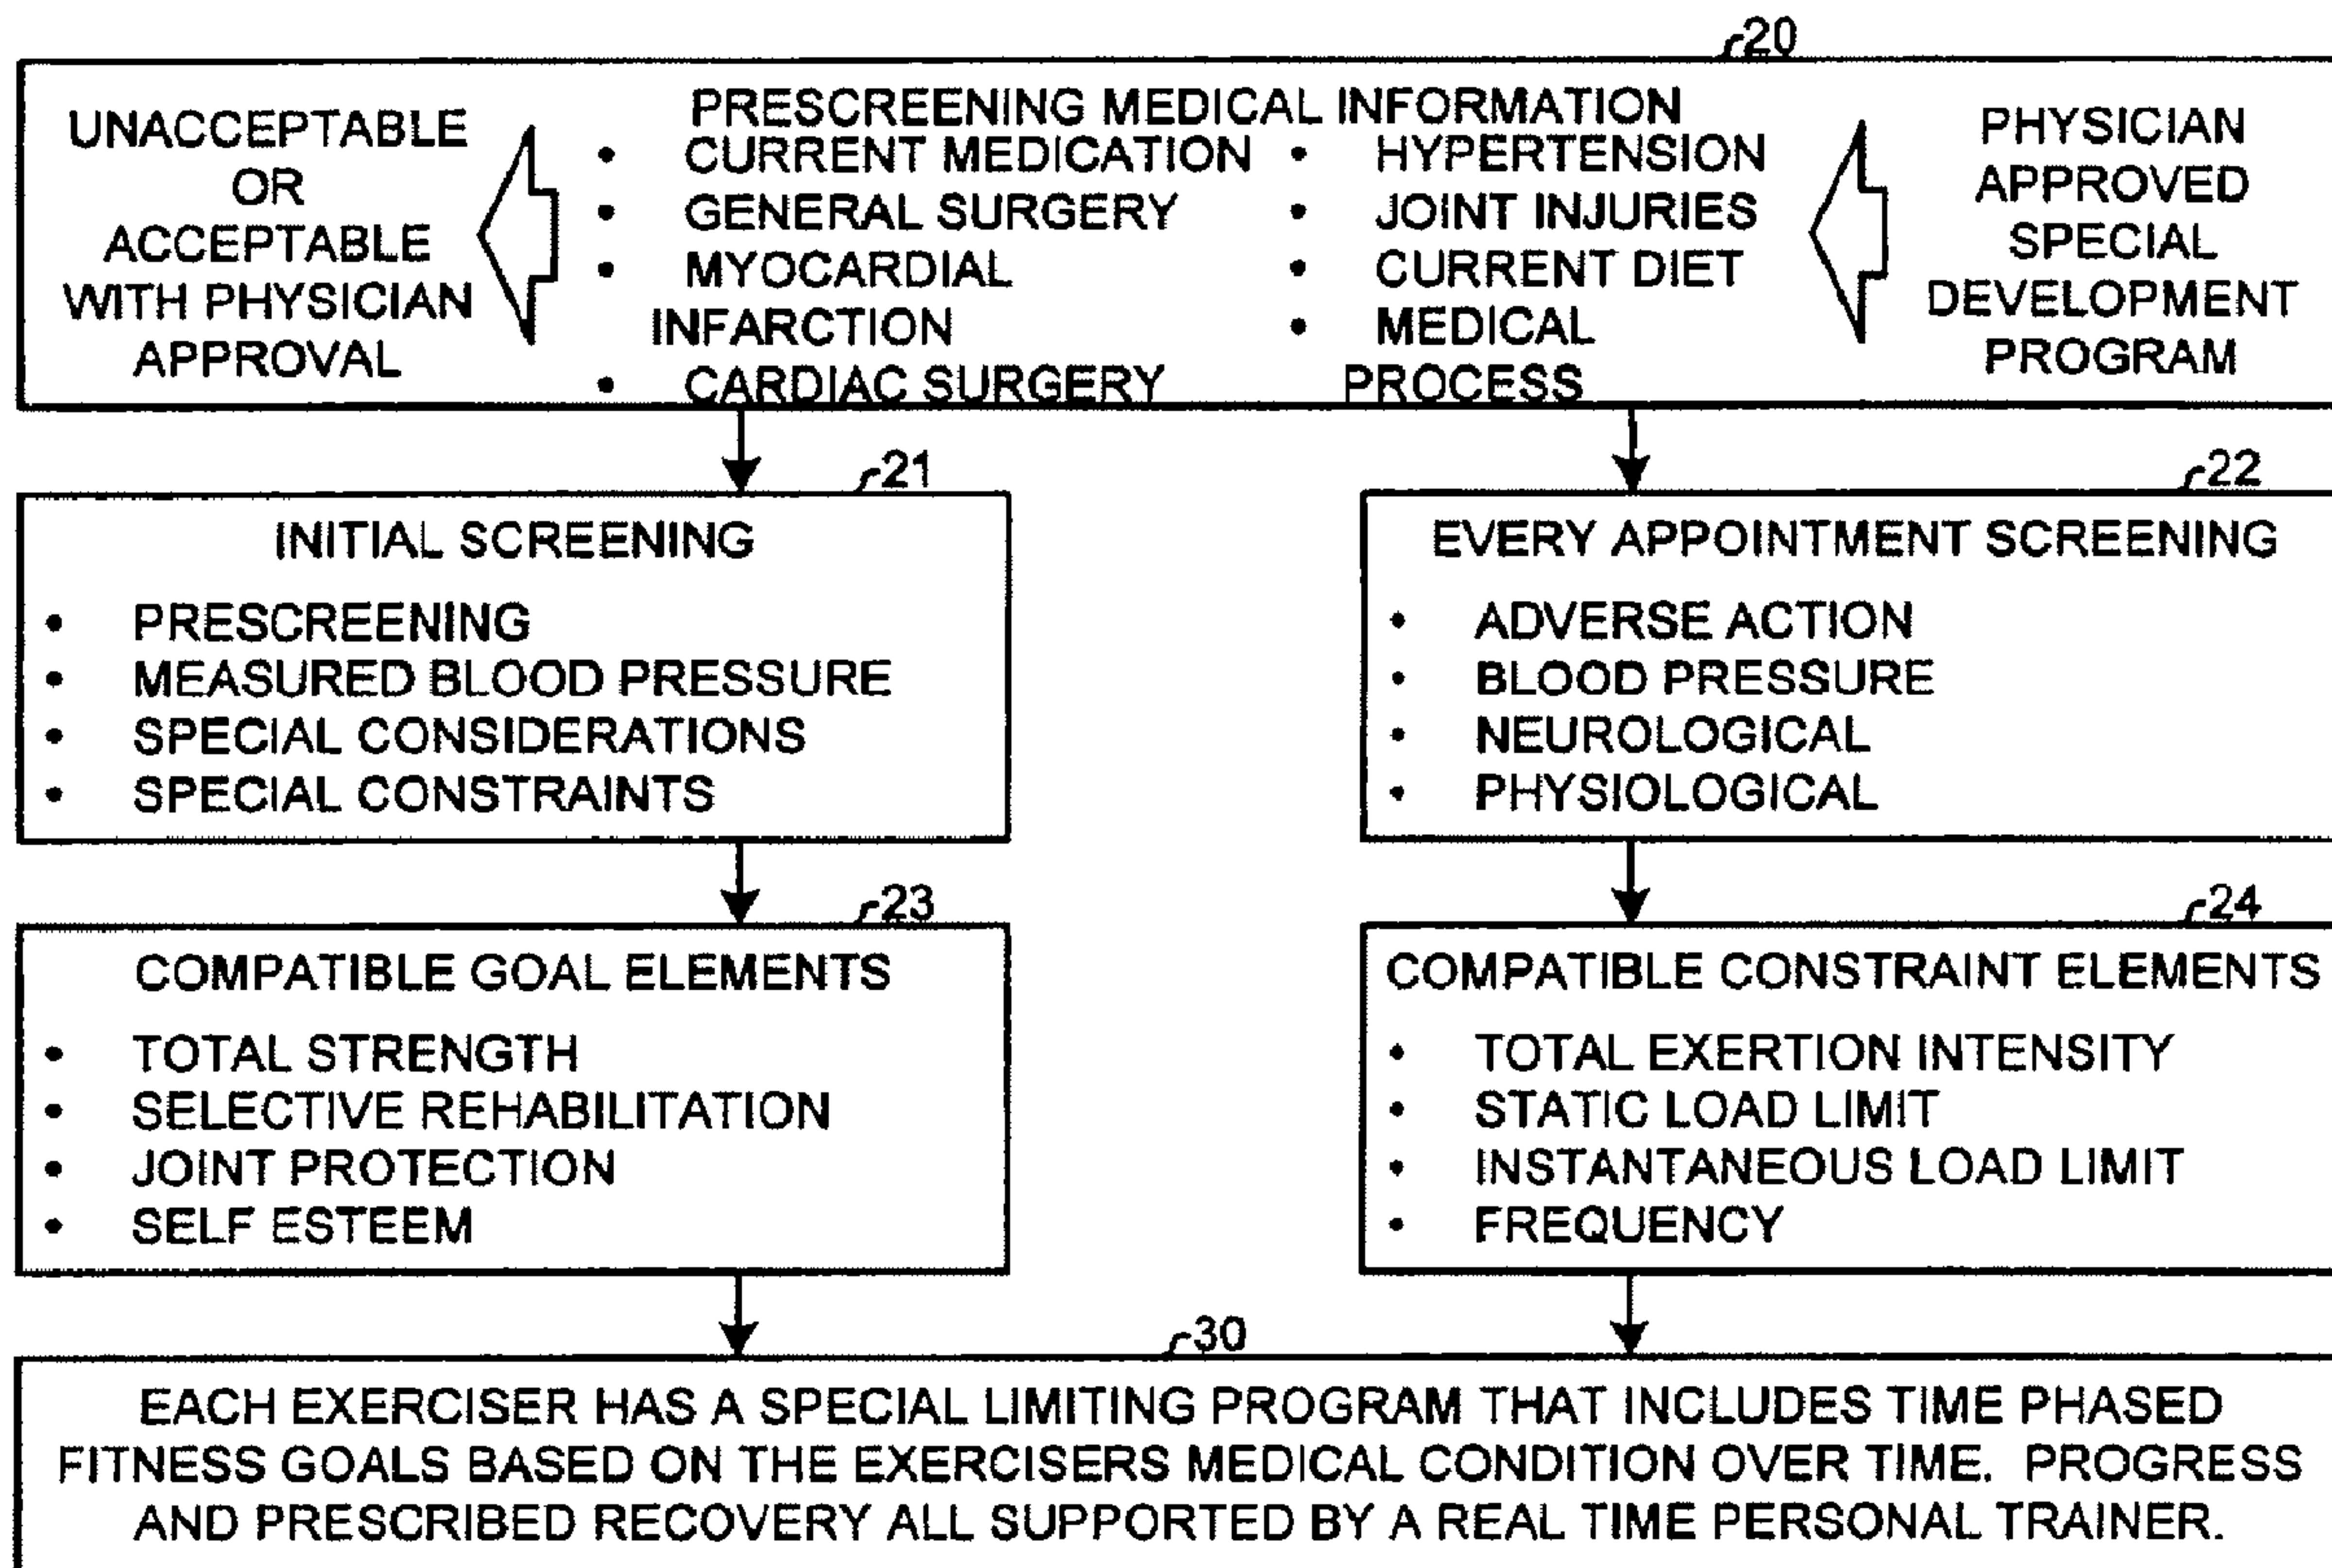 20
UNACCEPTABLE
OR
ACCEPTABLE
WITH PHYSICIAN
APPROVAL
PRESCREENING MEDICAL INFORMATION
• CURRENT MEDICATION
• GENERAL SURGERY
• MYOCARDIAL
INFARCTION
• CARDIAC SURGERY
• HYPERTENSION
• JOINT INJURIES
• CURRENT DIET
• MEDICAL
PROCESS
PHYSICIAN
APPROVED
SPECIAL
DEVELOPMENT
PROGRAM
21
INITIAL SCREENING
• PRESCREENING
• MEASURED BLOOD PRESSURE
• SPECIAL CONSIDERATIONS
• SPECIAL CONSTRAINTS
22
EVERY APPOINTMENT SCREENING
• ADVERSE ACTION
• BLOOD PRESSURE
• NEUROLOGICAL
• PHYSIOLOGICAL
23
COMPATIBLE GOAL ELEMENTS
• TOTAL STRENGTH
• SELECTIVE REHABILITATION
• JOINT PROTECTION
• SELF ESTEEM
24
COMPATIBLE CONSTRAINT ELEMENTS
• TOTAL EXERTION INTENSITY
• STATIC LOAD LIMIT
• INSTANTANEOUS LOAD LIMIT
• FREQUENCY
30
EACH EXERCISER HAS A SPECIAL LIMITING PROGRAM THAT INCLUDES TIME PHASED
FITNESS GOALS BASED ON THE EXERCISERS MEDICAL CONDITION OVER TIME. PROGRESS
AND PRESCRIBED RECOVERY ALL SUPPORTED BY A REAL TIME PERSONAL TRAINER.